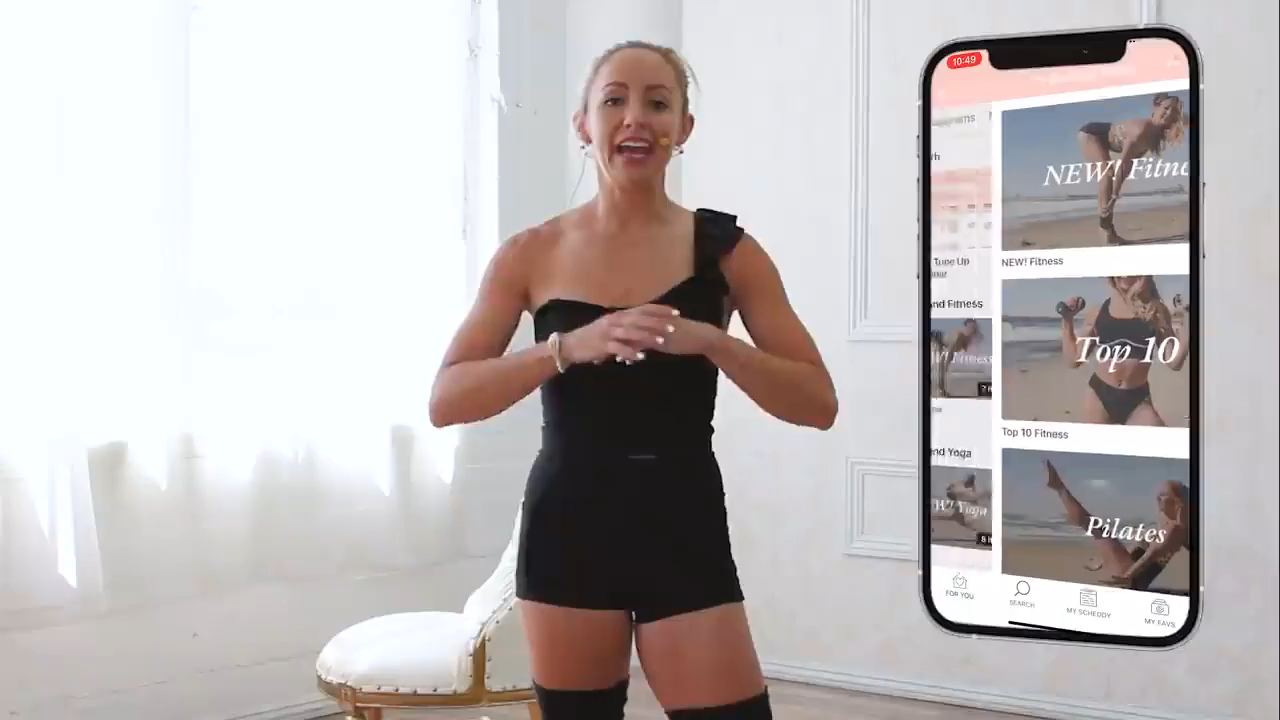 10:49
NEW! Fitne
NEW! Fitness
Tune Up
And Fitness
Top 10
Top 10 Fitness
nd Yoga
Pilates
FOR YOU
SEARCH
MY SCHEDDY
MY FAVS